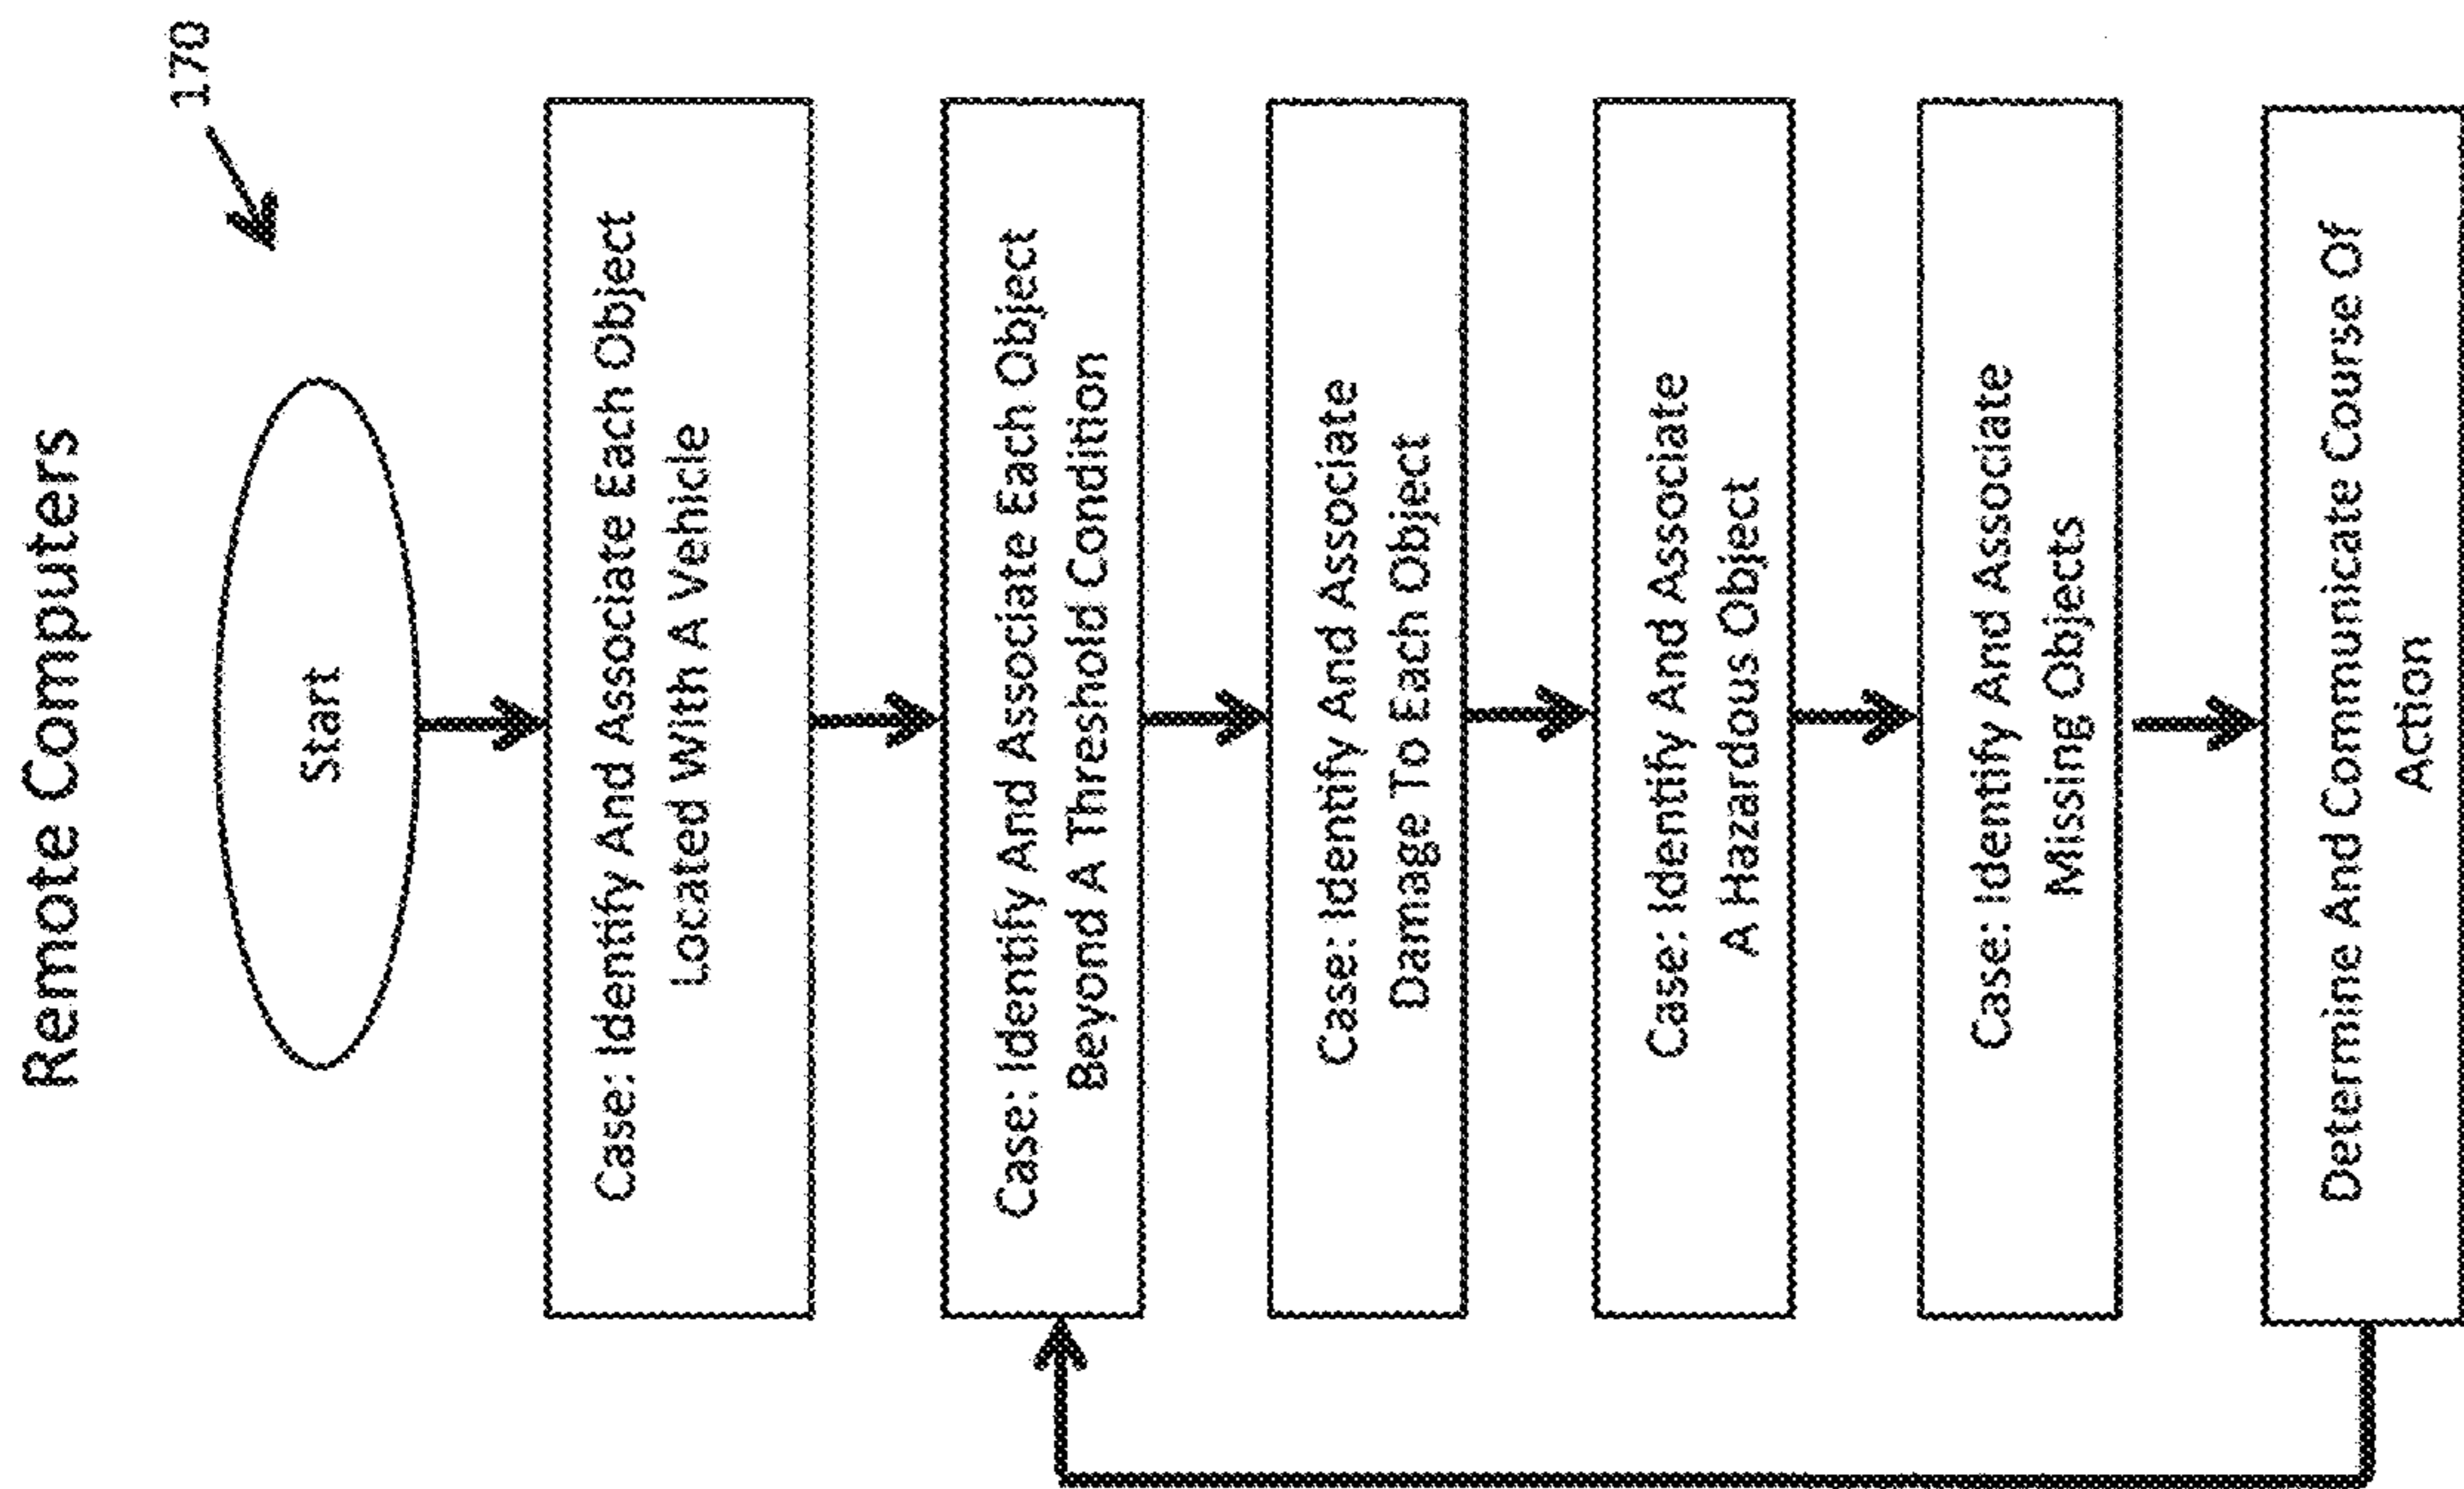 Remote Computers
170
Start
Case: Identify And Associate Each Object
Located With A Vehicle
Case: Identify And Associate Each Object
Beyond A Threshold Condition
Case: Identify And Associate
Damage To Each Object
Case: Identify And Associate
A Hazardous Object
Case: Identify And Associate
Missing Objects
Determine And Communicate Course Of
Action